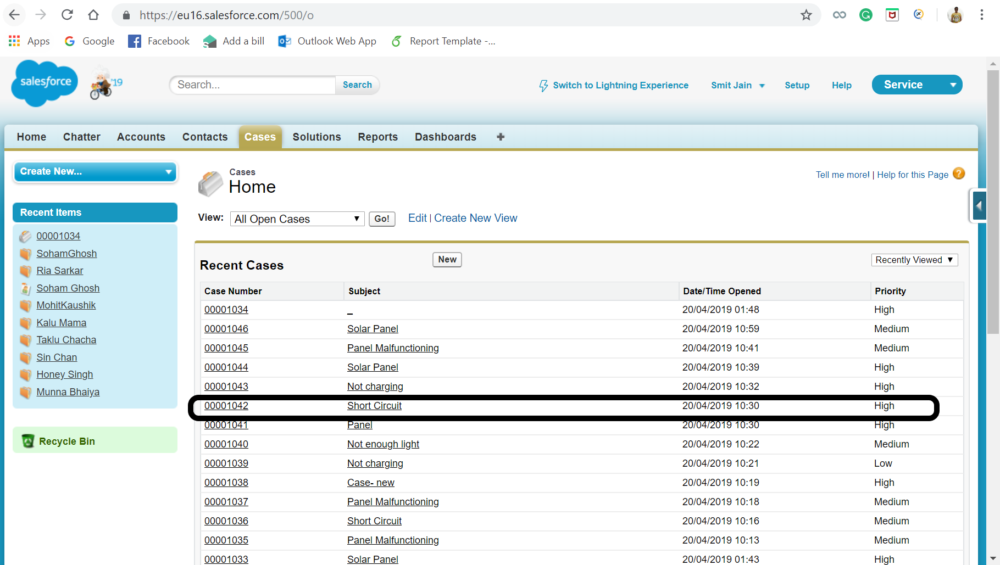 https://eu16.salesforce.com/500/o
Apps Google Facebook Add a bill Outlook Web App Report Template -...
salesforce '19 Search... Search Switch to Lightning Experience Smit Jain Setup Help Service
Home Chatter Accounts Contacts Cases Solutions Reports Dashboards +
Create New...
Recent Items
00001034
SohamGhosh
Ria Sarkar
Soham Ghosh
MohitKaushik
Kalu Mama
Taklu Chacha
Sin Chan
Honey Singh
Munna Bhaiya
Recycle Bin
Cases
Home
Tell me more! | Help for this Page ?
View: All Open Cases Go! Edit | Create New View
Recent Cases New Recently Viewed
Case Number Subject Date/Time Opened Priority
00001034 _ 20/04/2019 01:48 High
00001046 Solar Panel 20/04/2019 10:59 Medium
00001045 Panel Malfunctioning 20/04/2019 10:41 Medium
00001044 Solar Panel 20/04/2019 10:39 High
00001043 Not charging 20/04/2019 10:32 High
00001042 Short Circuit 20/04/2019 10:30 High
00001041 Panel 20/04/2019 10:30 High
00001040 Not enough light 20/04/2019 10:22 Medium
00001039 Not charging 20/04/2019 10:21 Low
00001038 Case- new 20/04/2019 10:19 High
00001037 Panel Malfunctioning 20/04/2019 10:18 Medium
00001036 Short Circuit 20/04/2019 10:16 Medium
00001035 Panel Malfunctioning 20/04/2019 10:13 Medium
00001033 Solar Panel 20/04/2019 01:43 High